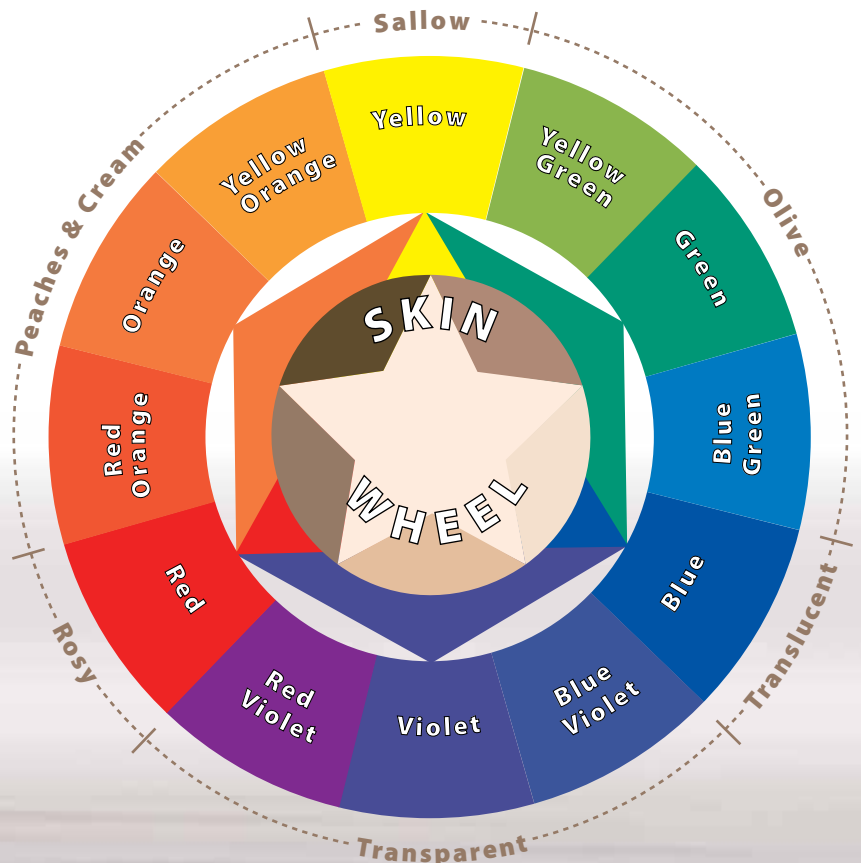 Sallow
Peaches & Cream
Olive
Yellow
Yellow
Orange
Yellow
Green
Orange
Green
SKIN
Red
Orange
Blue
Green
WHEEL
Red
Blue
Rosy
Translucent
Red
Violet
Violet
Blue
Violet
Transparent